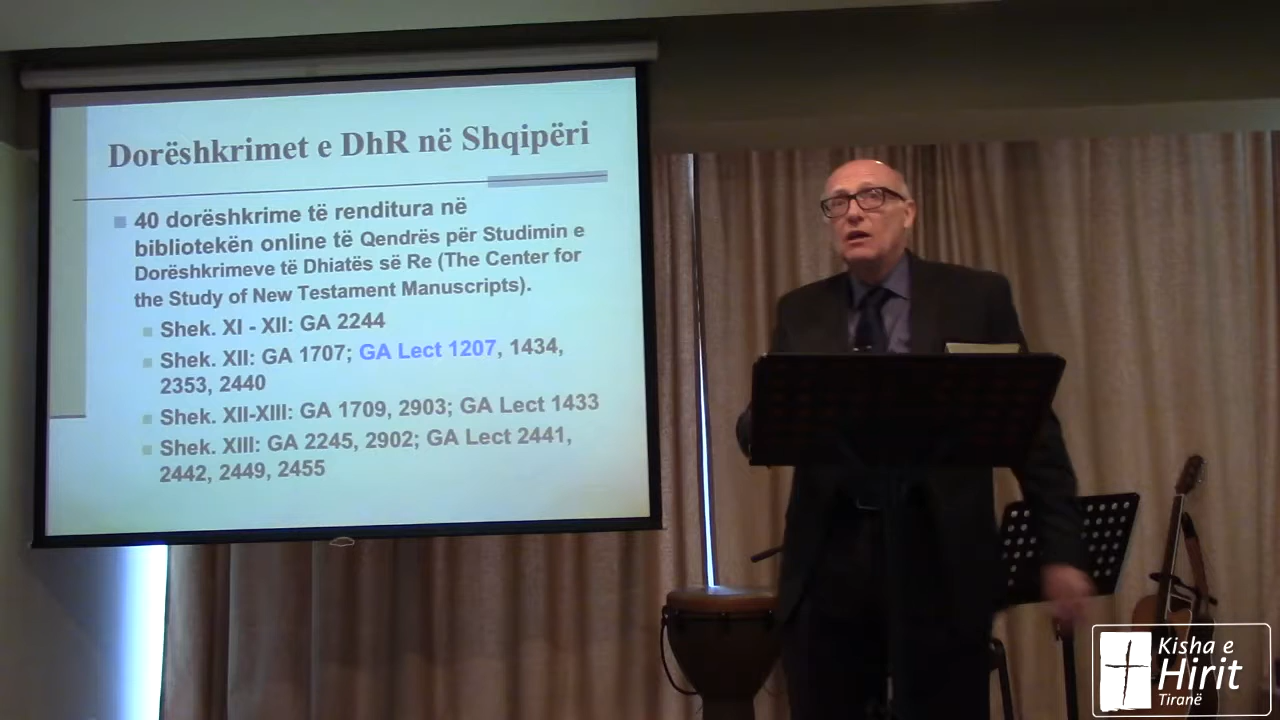 Dorëshkrimet e DhR në Shqipëri
40 dorëshkrime të renditura në
bibliotekën online të Qendrës për Studimin e
Dorëshkrimeve të Dhiatës së Re (The Center for
the Study of New Testament Manuscripts).
Shek. XI - XII: GA 2244
Shek. XII: GA 1707; GA Lect 1207, 1434,
2353, 2440
Shek. XII-XIII: GA 1709, 2903; GA Lect 1433
Shek. XIII: GA 2245, 2902; GA Lect 2441,
2442, 2449, 2455
Kisha e
Hirit
Tiranë